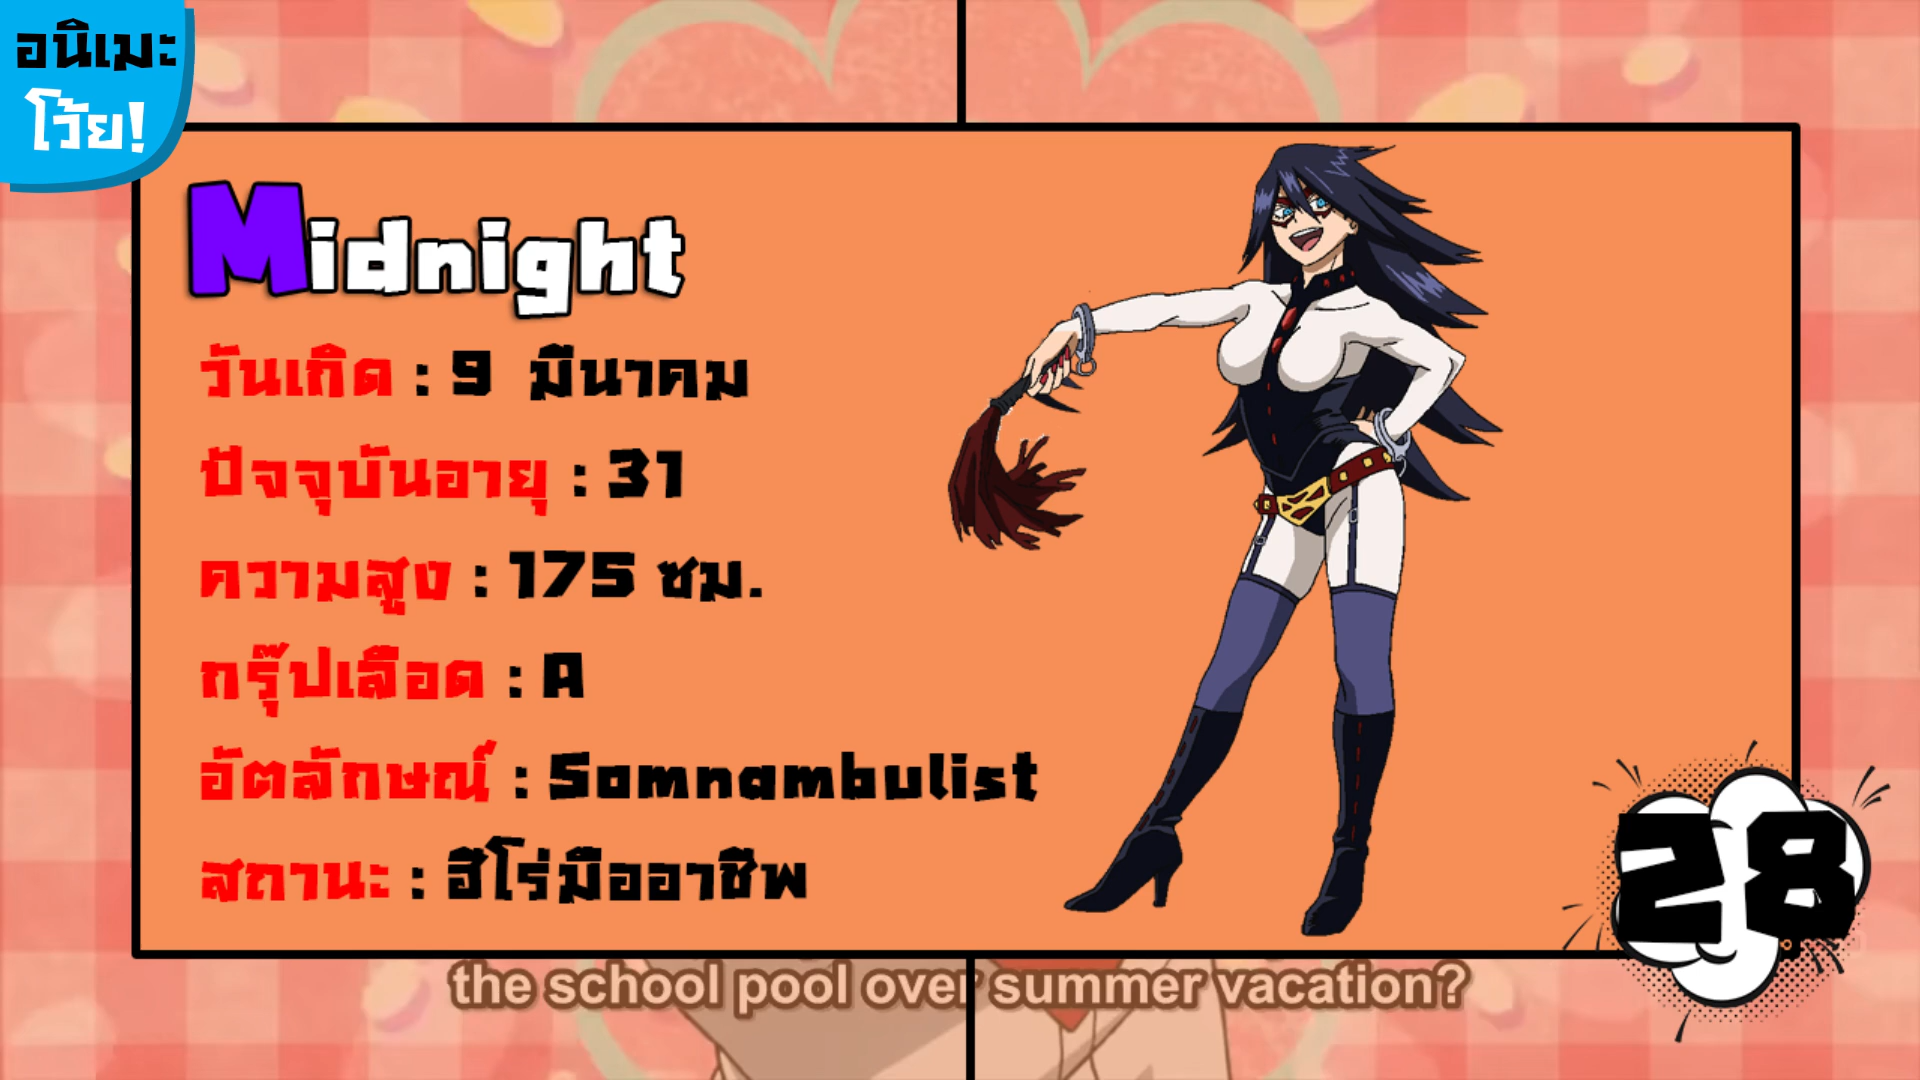 อนิเมะ
โว้ย!
Midnight
วันเกิด : 9 มีนาคม
ปัจจุบันอายุ : 31
ความสูง : 175 ซม.
กรุ๊ปเลือด : A
อัตลักษณ์ : Somnambulist
สถานะ : ฮีโร่มืออาชีพ
28
the school pool over summer vacation?